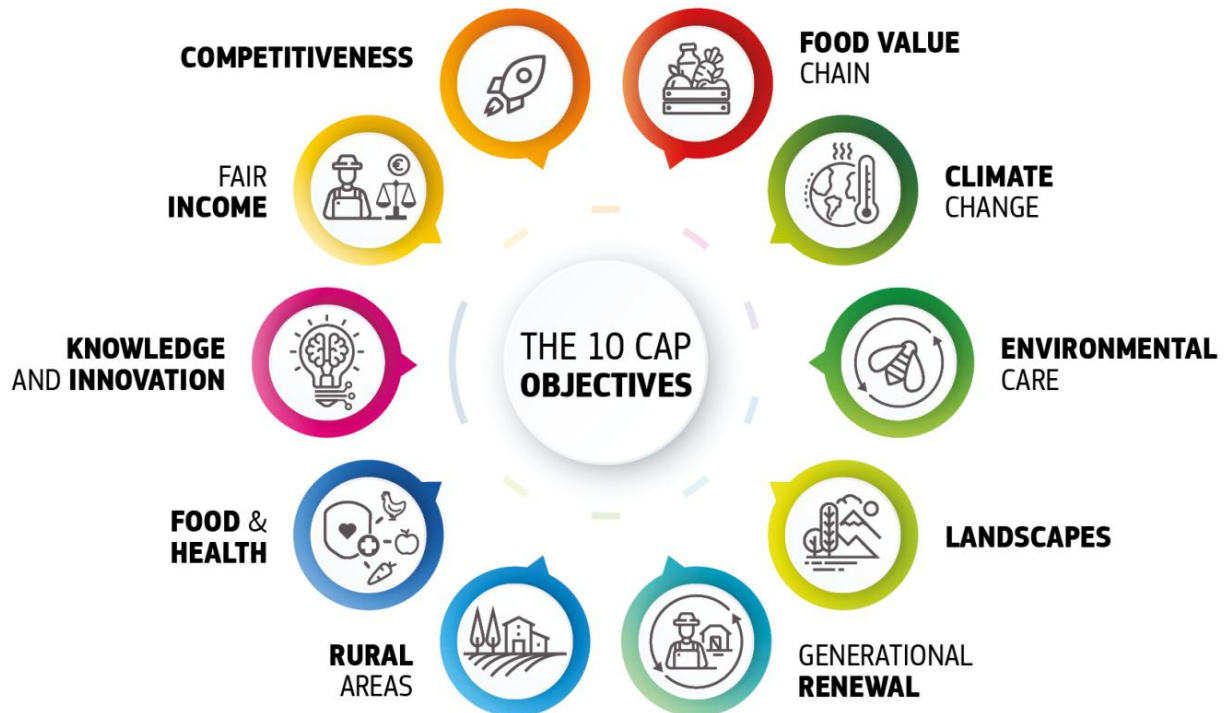 THE 10 CAP
OBJECTIVES
COMPETITIVENESS
FOOD VALUE
CHAIN
FAIR
INCOME
€
CLIMATE
CHANGE
KNOWLEDGE
AND INNOVATION
ENVIRONMENTAL
CARE
FOOD &
HEALTH
LANDSCAPES
RURAL
AREAS
GENERATIONAL
RENEWAL